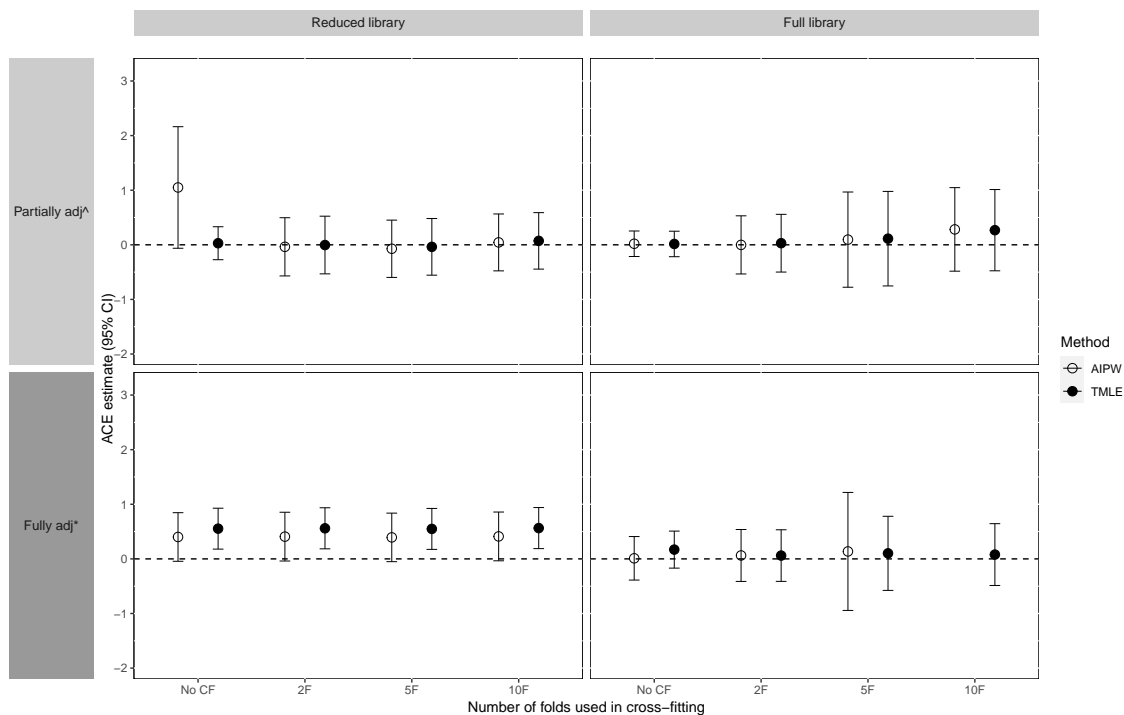 Reduced library
Full library
Partially adj^
3
2
1
0
−1
−2
ACE estimate (95% CI)
Fully adj*
3
2
1
0
−1
−2
No CF 2F 5F 10F
No CF 2F 5F 10F
Number of folds used in cross−fitting
Method
AIPW
TMLE